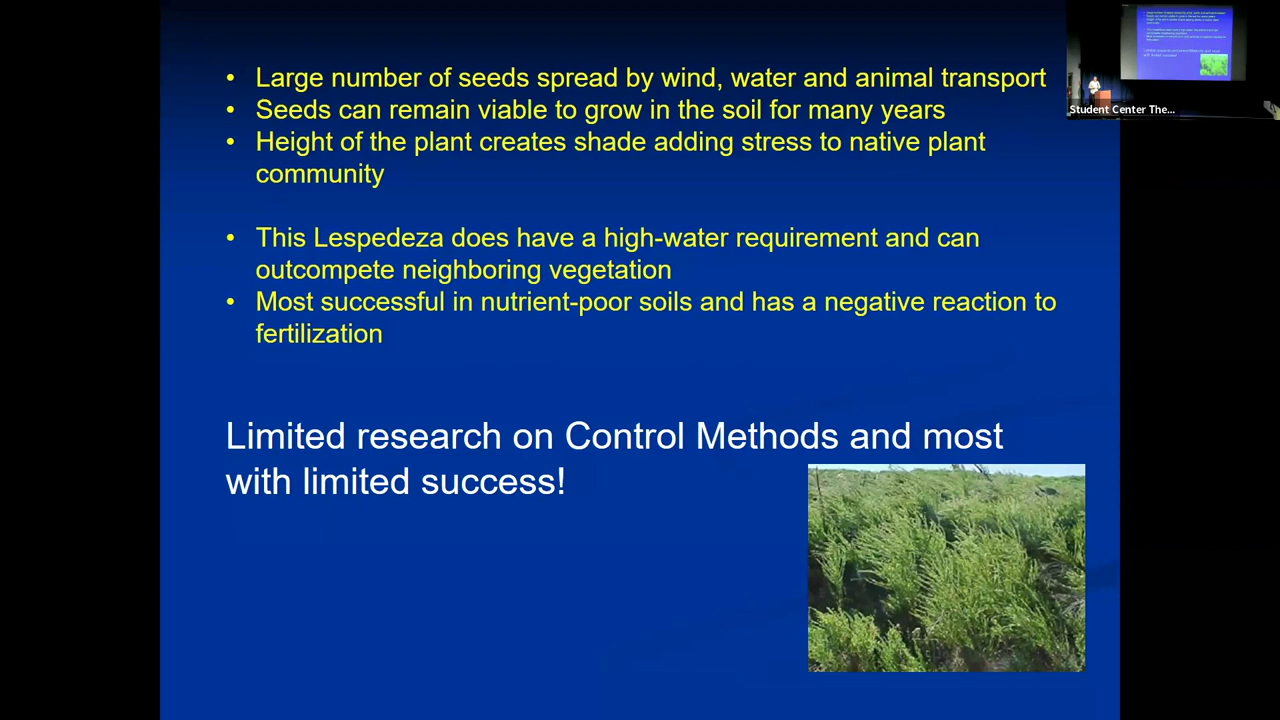 • Large number of seeds spread by wind, water and animal transport
• Seeds can remain viable to grow in the soil for many years
• Height of the plant creates shade adding stress to native plant
community
• This Lespedeza does have a high-water requirement and can
outcompete neighboring vegetation
• Most successful in nutrient-poor soils and has a negative reaction to
fertilization
Limited research on Control Methods and most
with limited success!
Student Center The...